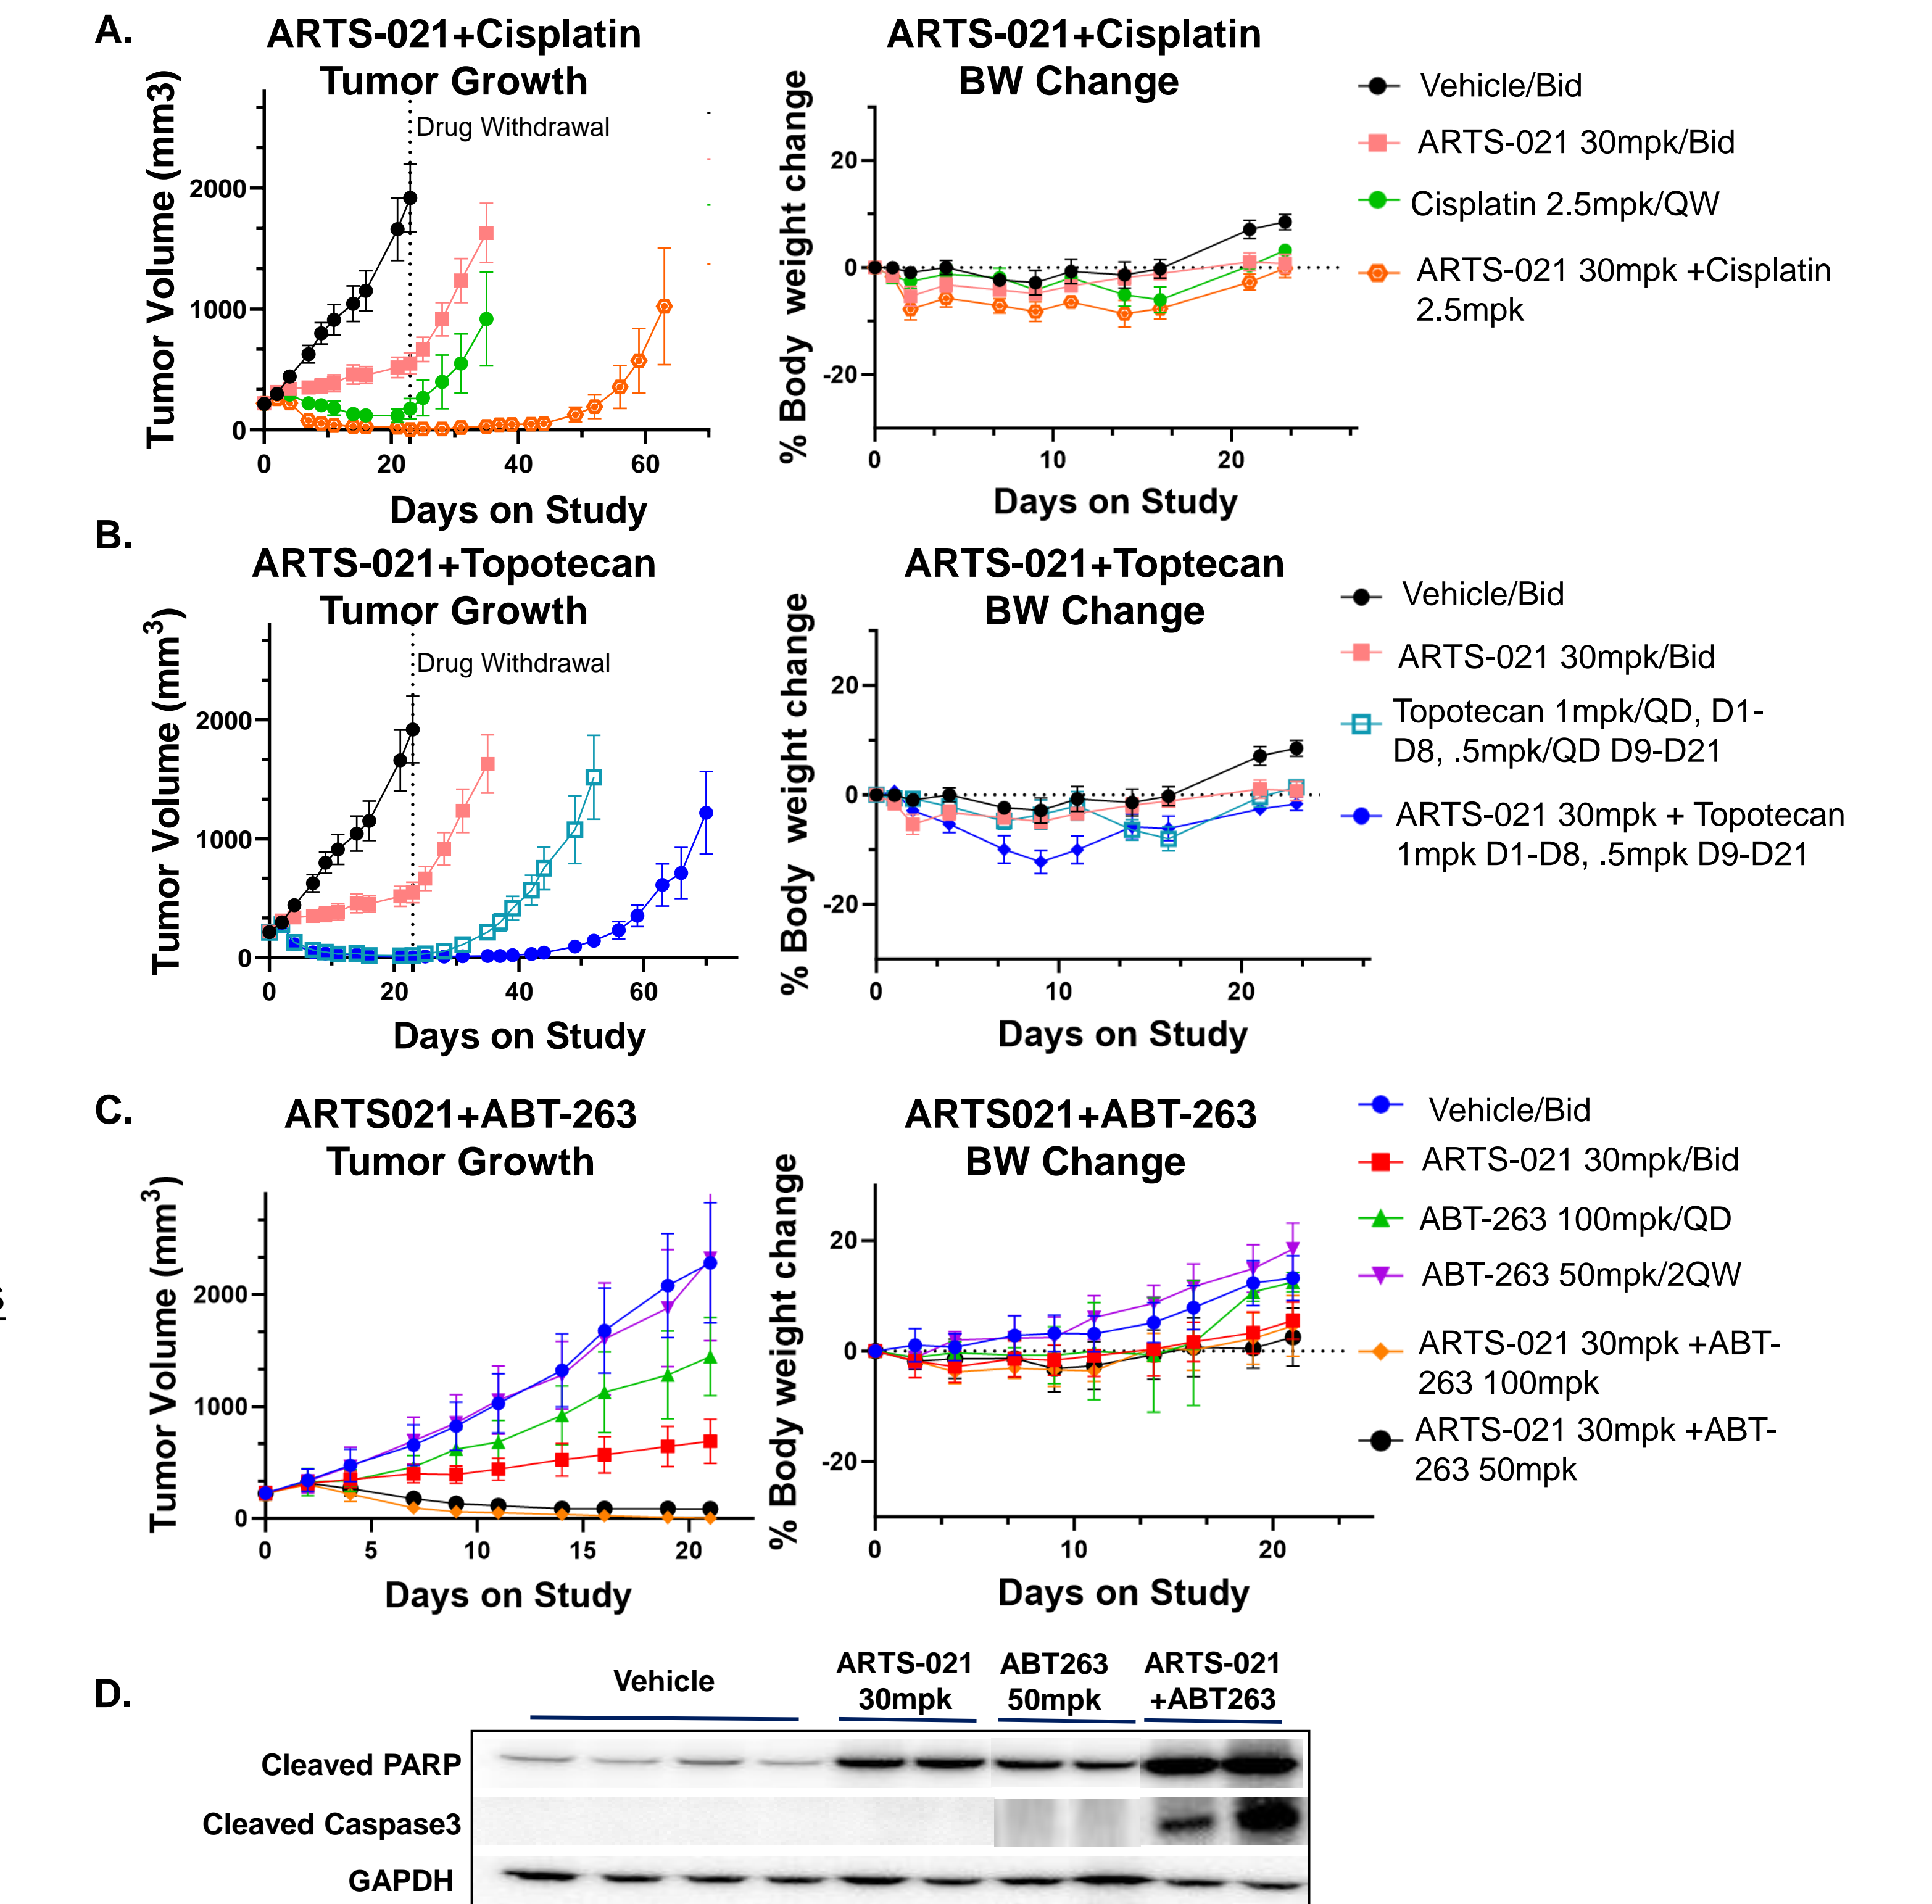 A.
ARTS-021+Cisplatin
Tumor Growth
Tumor Volume (mm3)
Drug Withdrawal
2000
1000
0
0 20 40 60
Days on Study
ARTS-021+Cisplatin
BW Change
% Body weight change
20
0
-20
0 10 20
Days on Study
Vehicle/Bid
ARTS-021 30mpk/Bid
Cisplatin 2.5mpk/QW
ARTS-021 30mpk +Cisplatin
2.5mpk
B.
ARTS-021+Topotecan
Tumor Growth
Tumor Volume (mm3)
Drug Withdrawal
2000
1000
0
0 20 40 60
Days on Study
ARTS-021+Toptecan
BW Change
% Body weight change
20
0
-20
0 10 20
Days on Study
Vehicle/Bid
ARTS-021 30mpk/Bid
Topotecan 1mpk/QD, D1-
D8, .5mpk/QD D9-D21
ARTS-021 30mpk + Topotecan
1mpk D1-D8, .5mpk D9-D21
C.
ARTS021+ABT-263
Tumor Growth
Tumor Volume (mm3)
2000
1000
0
0 5 10 15 20
Days on Study
ARTS021+ABT-263
BW Change
% Body weight change
20
0
-20
0 10 20
Days on Study
Vehicle/Bid
ARTS-021 30mpk/Bid
ABT-263 100mpk/QD
ABT-263 50mpk/2QW
ARTS-021 30mpk +ABT-
263 100mpk
ARTS-021 30mpk +ABT-
263 50mpk
D.
Vehicle
ARTS-021
30mpk
ABT263
50mpk
ARTS-021
+ABT263
Cleaved PARP
Cleaved Caspase3
GAPDH